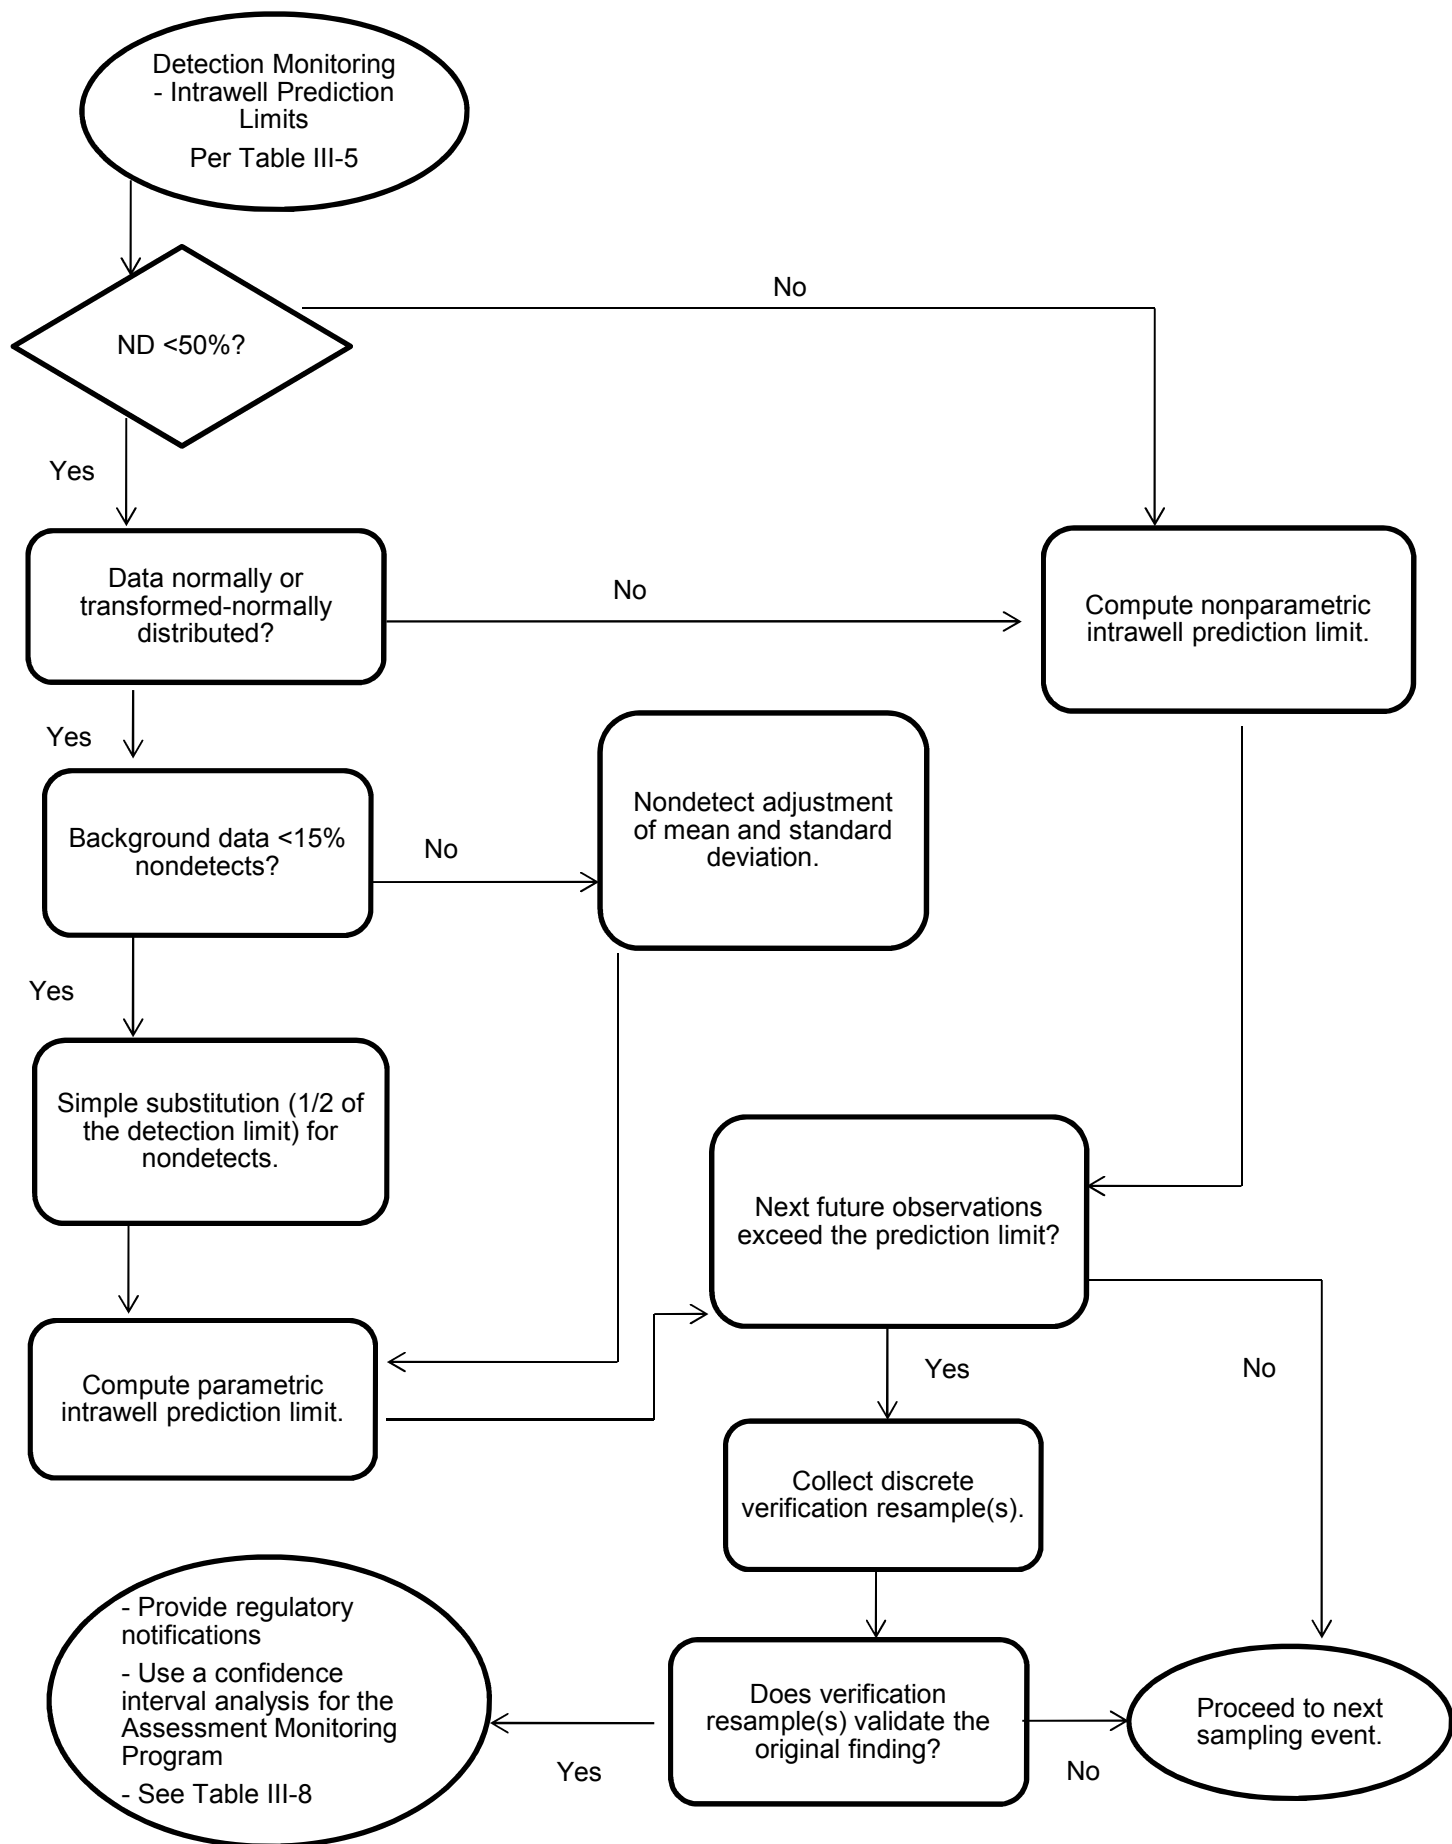 Detection Monitoring
- Intrawell Prediction
Limits
Per Table III-5
No
ND <50%?
Yes
Data normally or
transformed-normally
distributed?
No
Compute nonparametric
intrawell prediction limit.
Yes
Background data <15%
nondetects?
No
Nondetect adjustment
of mean and standard
deviation.
Yes
Simple substitution (1/2 of
the detection limit) for
nondetects.
Next future observations
exceed the prediction limit?
Compute parametric
intrawell prediction limit.
Yes
No
Collect discrete
verification resample(s).
- Provide regulatory
notifications
- Use a confidence
interval analysis for the
Assessment Monitoring
Program
- See Table III-8
Yes
Does verification
resample(s) validate the
original finding?
No
Proceed to next
sampling event.